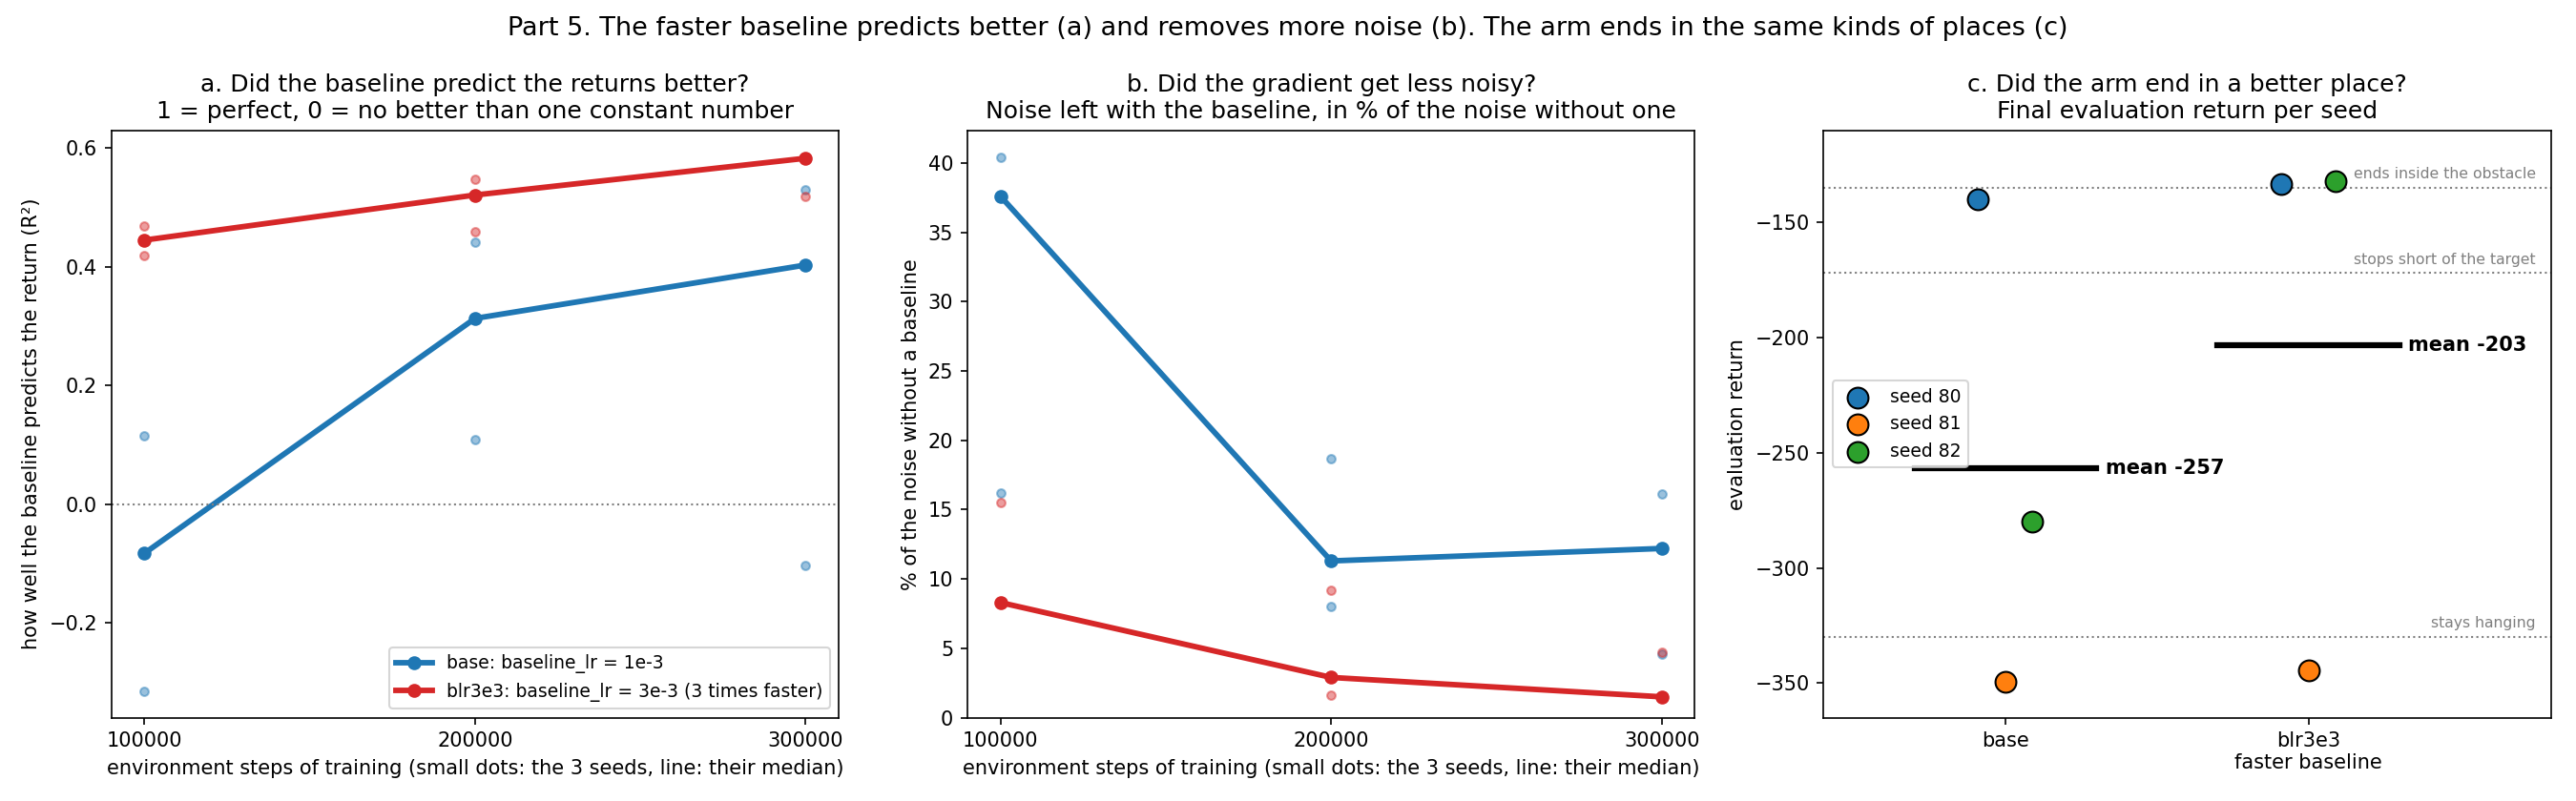 Part 5. The faster baseline predicts better (a) and removes more noise (b). The arm ends in the same kinds of places (c)
a. Did the baseline predict the returns better?
1 = perfect, 0 = no better than one constant number
how well the baseline predicts the return (R²)
0.6
0.4
0.2
0.0
−0.2
base: baseline_lr = 1e-3
blr3e3: baseline_lr = 3e-3 (3 times faster)
100000
200000
300000
environment steps of training (small dots: the 3 seeds, line: their median)
b. Did the gradient get less noisy?
Noise left with the baseline, in % of the noise without one
% of the noise without a baseline
40
35
30
25
20
15
10
5
0
100000
200000
300000
environment steps of training (small dots: the 3 seeds, line: their median)
c. Did the arm end in a better place?
Final evaluation return per seed
evaluation return
−150
−200
−250
−300
−350
ends inside the obstacle
stops short of the target
mean -203
seed 80
seed 81
seed 82
mean -257
stays hanging
base
blr3e3
faster baseline